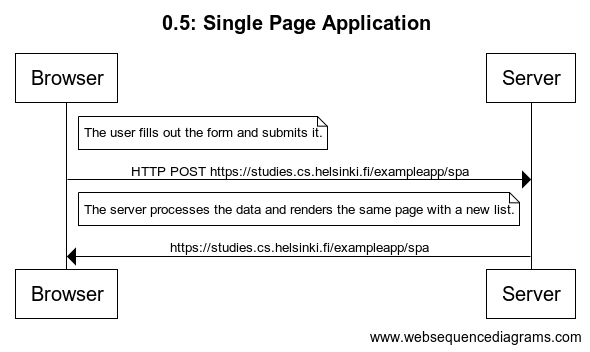 0.5: Single Page Application
Browser
Server
The user fills out the form and submits it.
HTTP POST https://studies.cs.helsinki.fi/exampleapp/spa
The server processes the data and renders the same page with a new list.
https://studies.cs.helsinki.fi/exampleapp/spa
Browser
Server
www.websequencediagrams.com